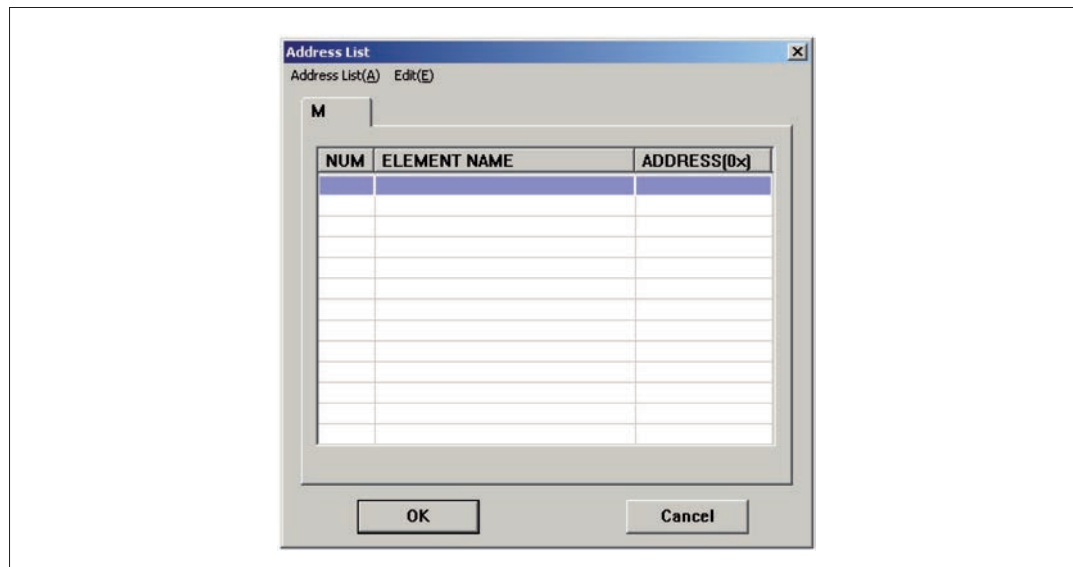 Address List
Address List(A) Edit(E)
M
NUM ELEMENT NAME ADDRESS(0x)
OK Cancel